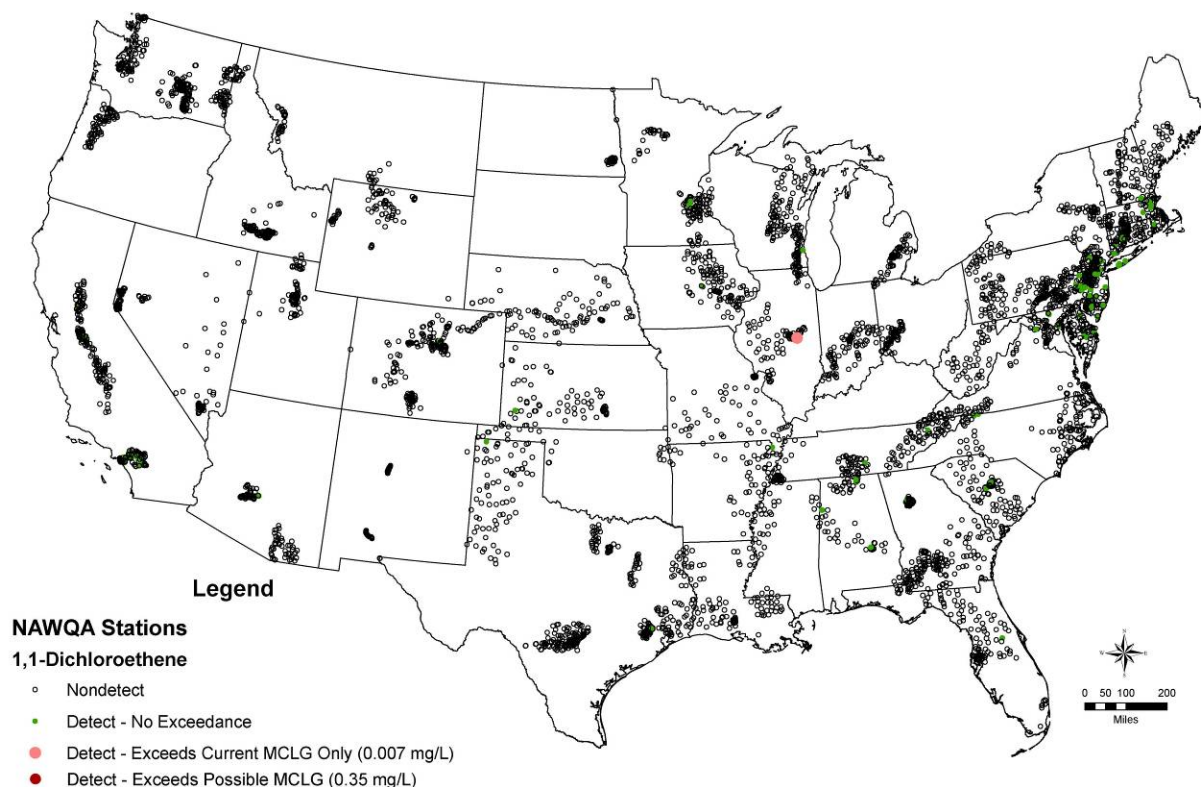 Legend
NAWQA Stations
1,1-Dichloroethene
Nondetect
Detect - No Exceedance
Detect - Exceeds Current MCLG Only (0.007 mg/L)
Detect - Exceeds Possible MCLG (0.35 mg/L)
N
W E
S
0 50 100 200
Miles